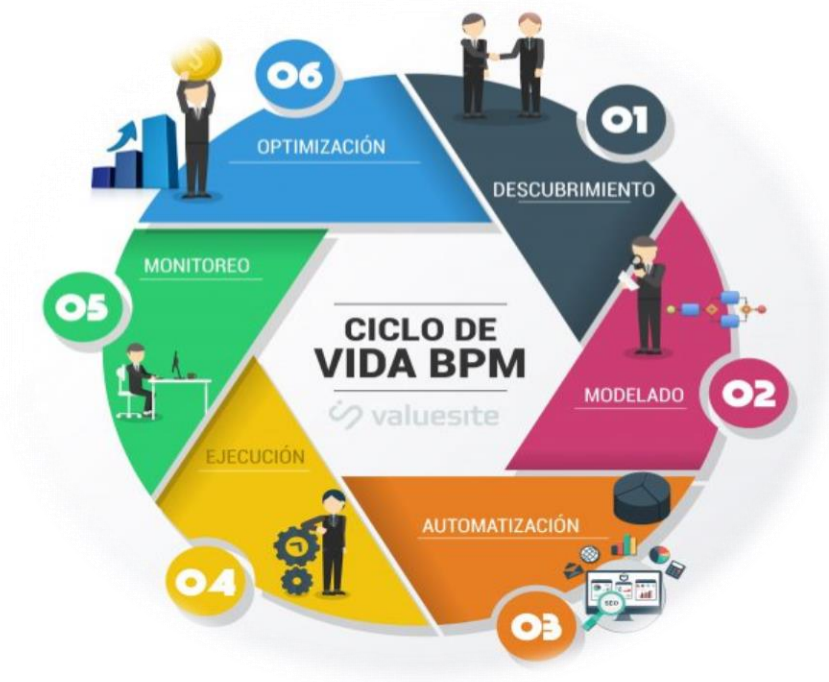 CICLO DE
VIDA BPM
valuesite
01
DESCUBRIMIENTO
02
MODELADO
03
AUTOMATIZACIÓN
SEO
04
EJECUCIÓN
05
MONITOREO
06
OPTIMIZACIÓN